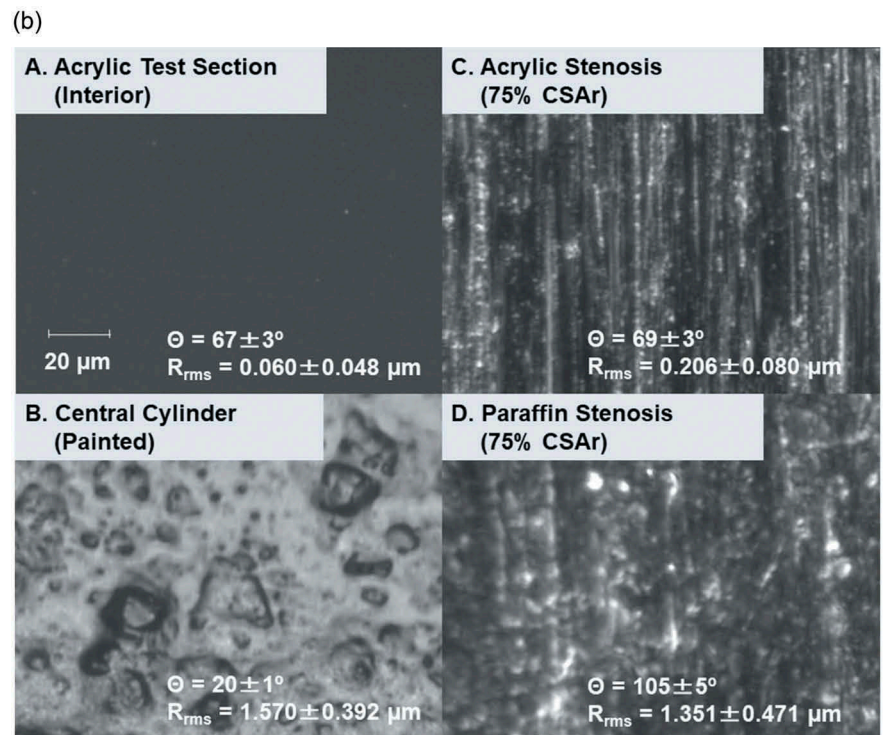 (b)
A. Acrylic Test Section
(Interior)
20 μm
Θ = 67±3º
Rrms = 0.060±0.048 μm
C. Acrylic Stenosis
(75% CSAr)
Θ = 69±3º
Rrms = 0.206±0.080 μm
B. Central Cylinder
(Painted)
Θ = 20±1º
Rrms = 1.570±0.392 μm
D. Paraffin Stenosis
(75% CSAr)
Θ = 105±5º
Rrms = 1.351±0.471 μm